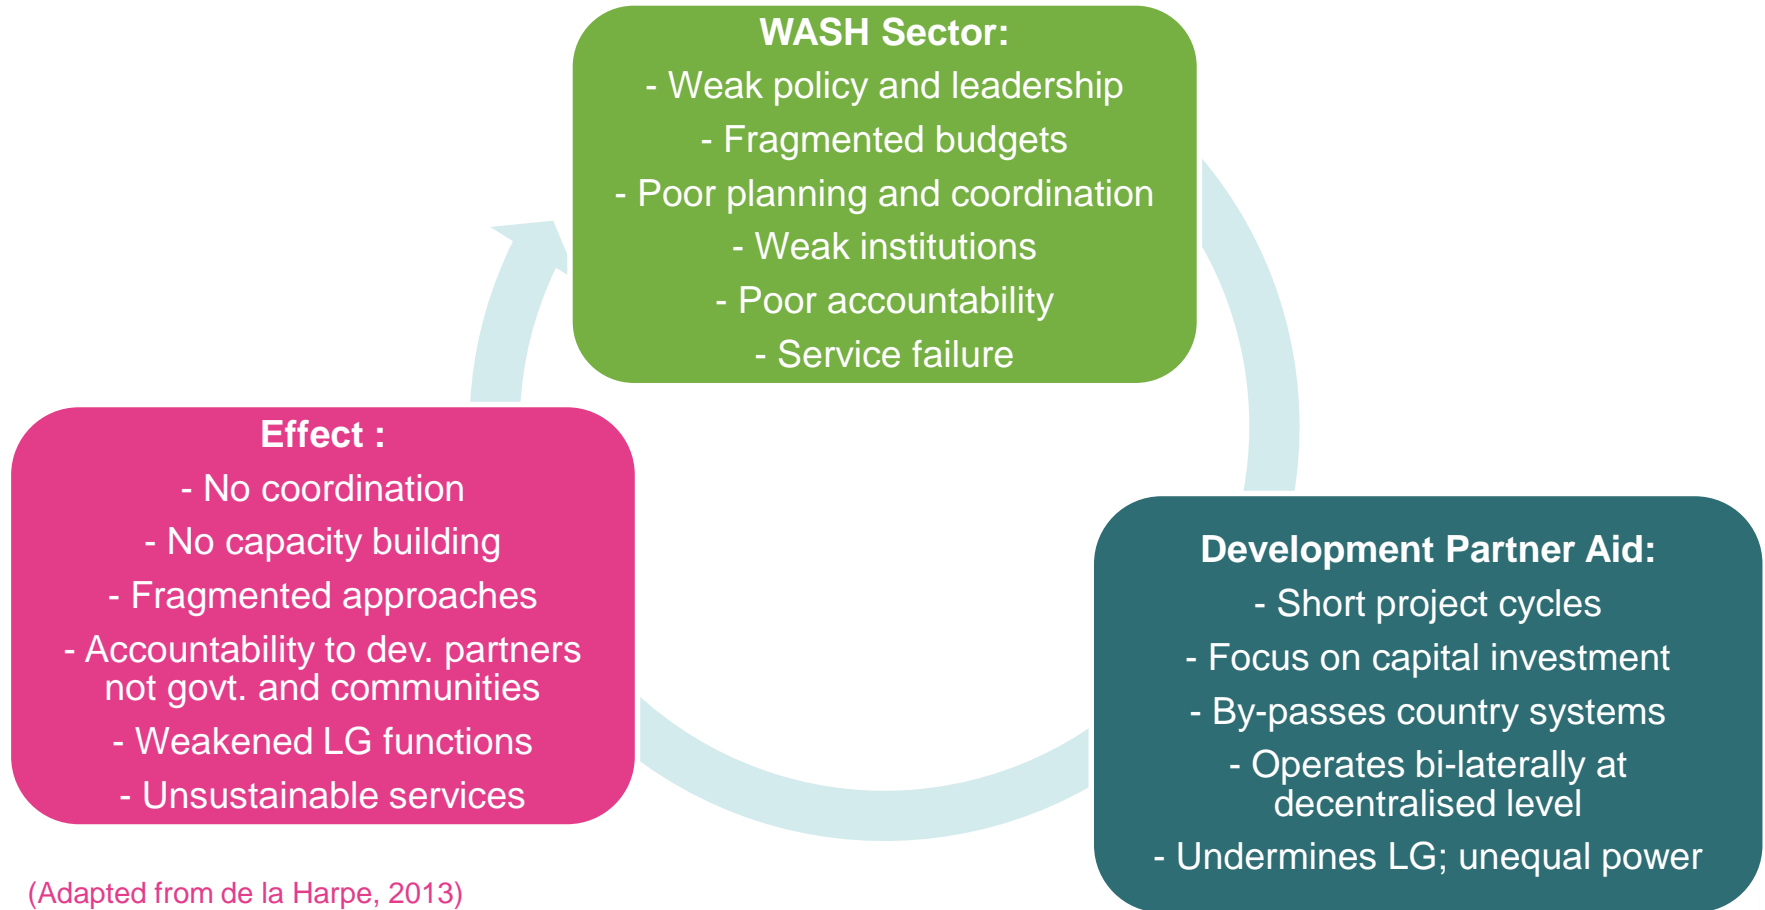 WASH Sector:
- Weak policy and leadership
- Fragmented budgets
- Poor planning and coordination
- Weak institutions
- Poor accountability
- Service failure
Effect :
- No coordination
- No capacity building
- Fragmented approaches
- Accountability to dev. partners
not govt. and communities
- Weakened LG functions
- Unsustainable services
Development Partner Aid:
- Short project cycles
- Focus on capital investment
- By-passes country systems
- Operates bi-laterally at
decentralised level
- Undermines LG; unequal power
(Adapted from de la Harpe, 2013)